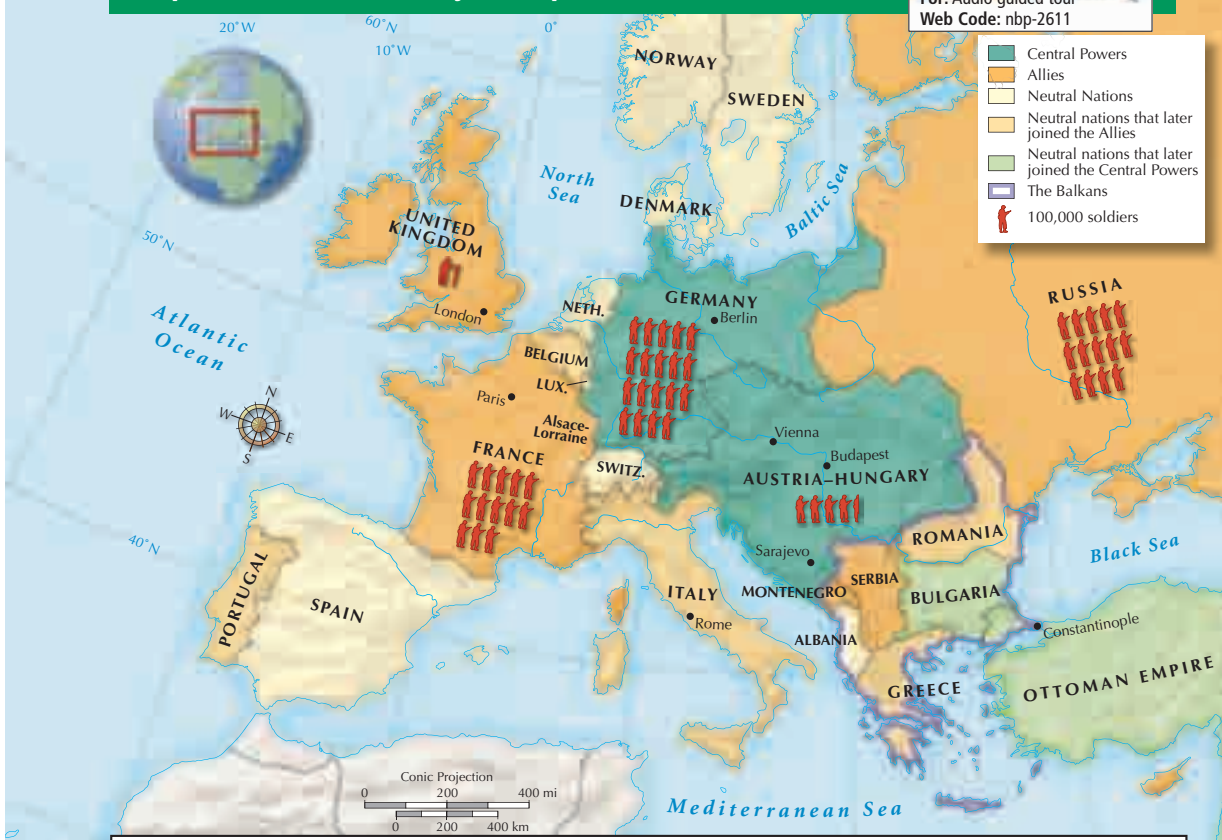 For: Audio guided tour
Web Code: nbp-2611
20°W
10°W
60°N
0°
50°N
40°N
Central Powers
Allies
Neutral Nations
Neutral nations that later
joined the Allies
Neutral nations that later
joined the Central Powers
The Balkans
100,000 soldiers
NORWAY
SWEDEN
North
Sea
DENMARK
Baltic Sea
UNITED
KINGDOM
London
Atlantic
Ocean
N
W
E
S
NETH.
GERMANY
Berlin
RUSSIA
BELGIUM
LUX.
Paris
Alsace-
Lorraine
FRANCE
SWITZ.
Vienna
Budapest
AUSTRIA–HUNGARY
ROMANIA
Black Sea
Sarajevo
SERBIA
MONTENEGRO
BULGARIA
PORTUGAL
SPAIN
ITALY
Rome
ALBANIA
Constantinople
GREECE
OTTOMAN EMPIRE
Conic Projection
0 200 400 mi
0 200 400 km
Mediterranean Sea